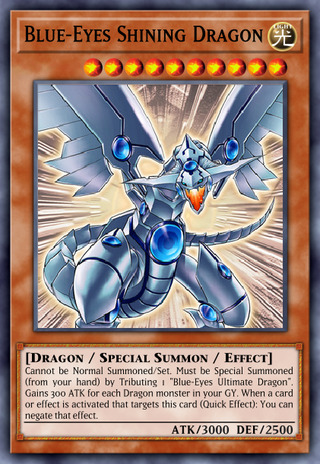 Blue-Eyes Shining Dragon
LIGHT
光
[Dragon / Special Summon / Effect]
Cannot be Normal Summoned/Set. Must be Special Summoned
(from your hand) by Tributing 1 "Blue-Eyes Ultimate Dragon".
Gains 300 ATK for each Dragon monster in your GY. When a card
or effect is activated that targets this card (Quick Effect): You can
negate that effect.
ATK/3000 DEF/2500